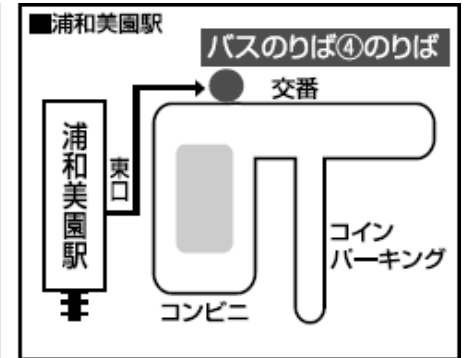 ■浦和美園駅
バスのりば④のりば
交番
浦和美園駅
東口
コイン
パーキング
コンビニ